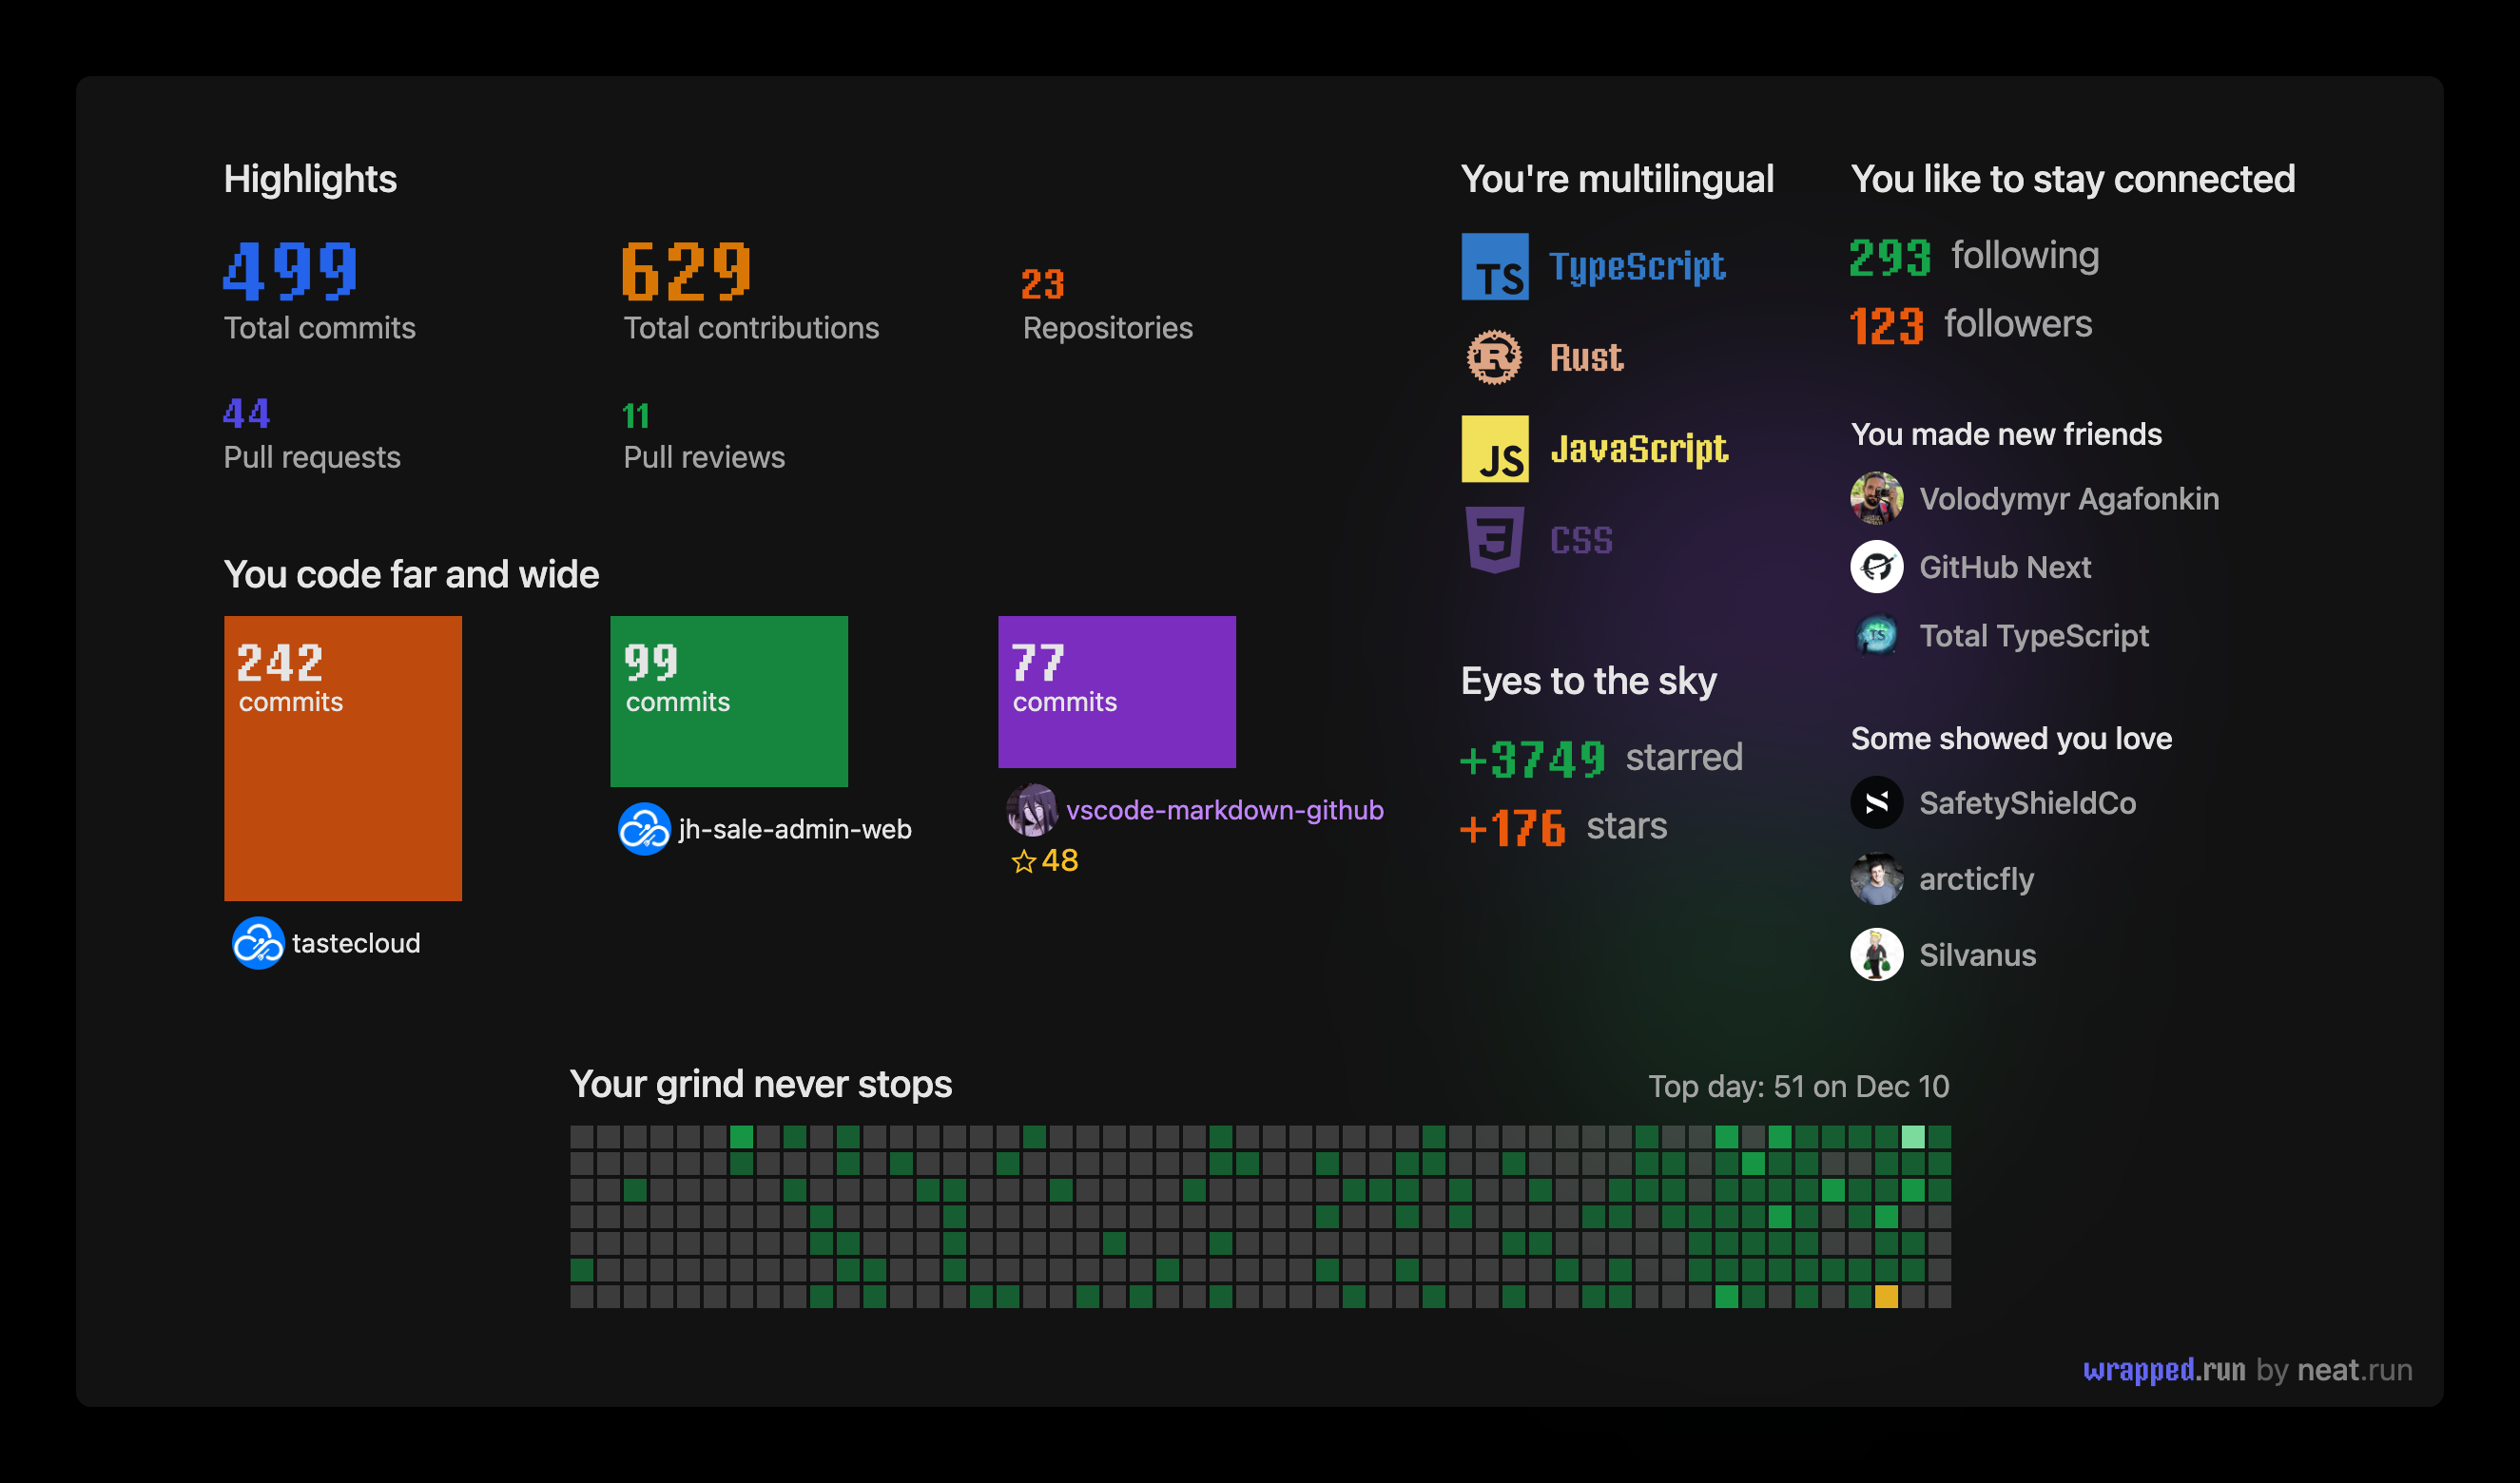 Highlights
499
Total commits
629
Total contributions
23
Repositories
44
Pull requests
11
Pull reviews
You code far and wide
242
commits
tastecloud
99
commits
jh-sale-admin-web
77
commits
vscode-markdown-github
48
You're multilingual
TS TypeScript
R Rust
JS JavaScript
3 CSS
Eyes to the sky
+3749 starred
+176 stars
You like to stay connected
293 following
123 followers
You made new friends
Volodymyr Agafonkin
GitHub Next
TS Total TypeScript
Some showed you love
SafetyShieldCo
arcticfly
Silvanus
Your grind never stops
Top day: 51 on Dec 10
wrapped.run by neat.run